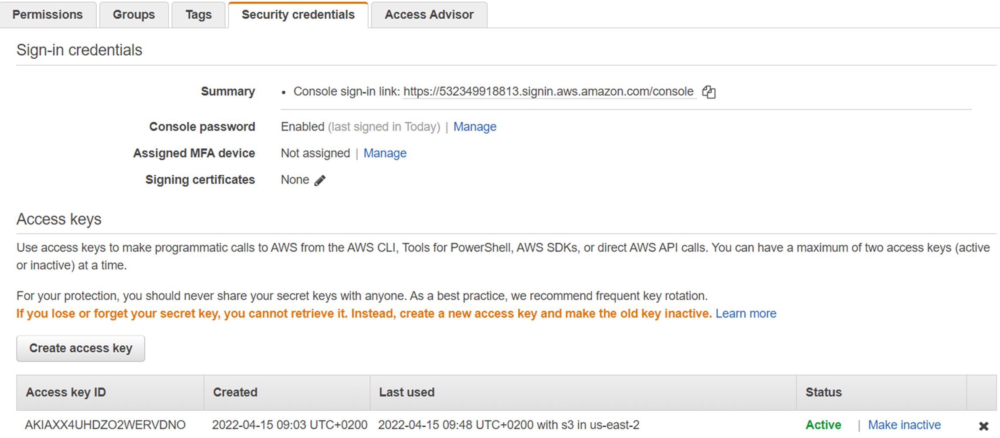 Permissions Groups Tags Security credentials Access Advisor
Sign-in credentials
Summary • Console sign-in link: https://532349918813.signin.aws.amazon.com/console
Console password Enabled (last signed in Today) | Manage
Assigned MFA device Not assigned | Manage
Signing certificates None
Access keys
Use access keys to make programmatic calls to AWS from the AWS CLI, Tools for PowerShell, AWS SDKs, or direct AWS API calls. You can have a maximum of two access keys (active
or inactive) at a time.
For your protection, you should never share your secret keys with anyone. As a best practice, we recommend frequent key rotation.
If you lose or forget your secret key, you cannot retrieve it. Instead, create a new access key and make the old key inactive. Learn more
Create access key
Access key ID Created Last used Status
AKIAXX4UHDZO2WERVDNO 2022-04-15 09:03 UTC+0200 2022-04-15 09:48 UTC+0200 with s3 in us-east-2 Active | Make inactive